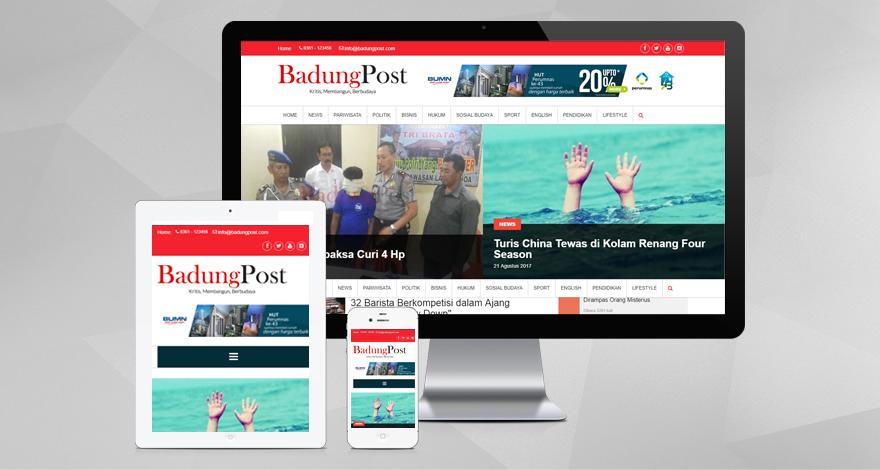 Home 0361 - 123456 info@badungpost.com
BadungPost
Kritis, Membangun, Berbudaya
BUMN
HUT
Perumnas
ke-43
dengan harga terbaik
UPTO
20%
perumnas
HOME NEWS PARIWISATA POLITIK BISNIS HUKUM SOSIAL BUDAYA SPORT ENGLISH PENDIDIKAN LIFESTYLE
TRI BRATA
paksa Curi 4 Hp
NEWS
Turis China Tewas di Kolam Renang Four
Season
21 Agustus 2017
NEWS PARIWISATA POLITIK BISNIS HUKUM SOSIAL BUDAYA SPORT ENGLISH PENDIDIKAN LIFESTYLE
32 Barista Berkompetisi dalam Ajang
Down"
Drampas Orang Misterius
Home 0361 - 123456 info@badungpost.com
BadungPost
Kritis, Membangun, Berbudaya
BUMN
HUT
Perumnas
ke-43
dengan harga terbaik
BadungPost
BUMN